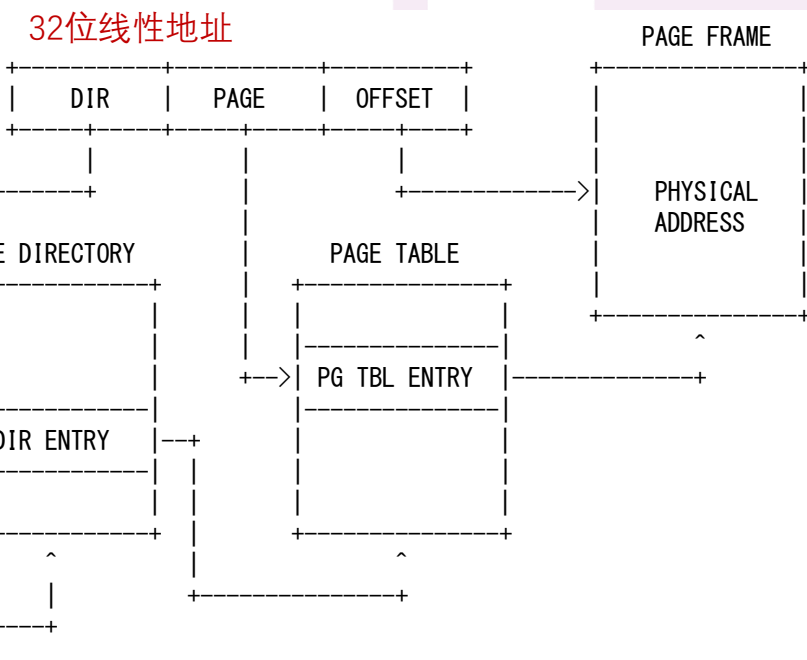 32位线性地址
PAGE FRAME
DIR | PAGE | OFFSET
PHYSICAL
ADDRESS
E DIRECTORY
PAGE TABLE
PG TBL ENTRY
DIR ENTRY